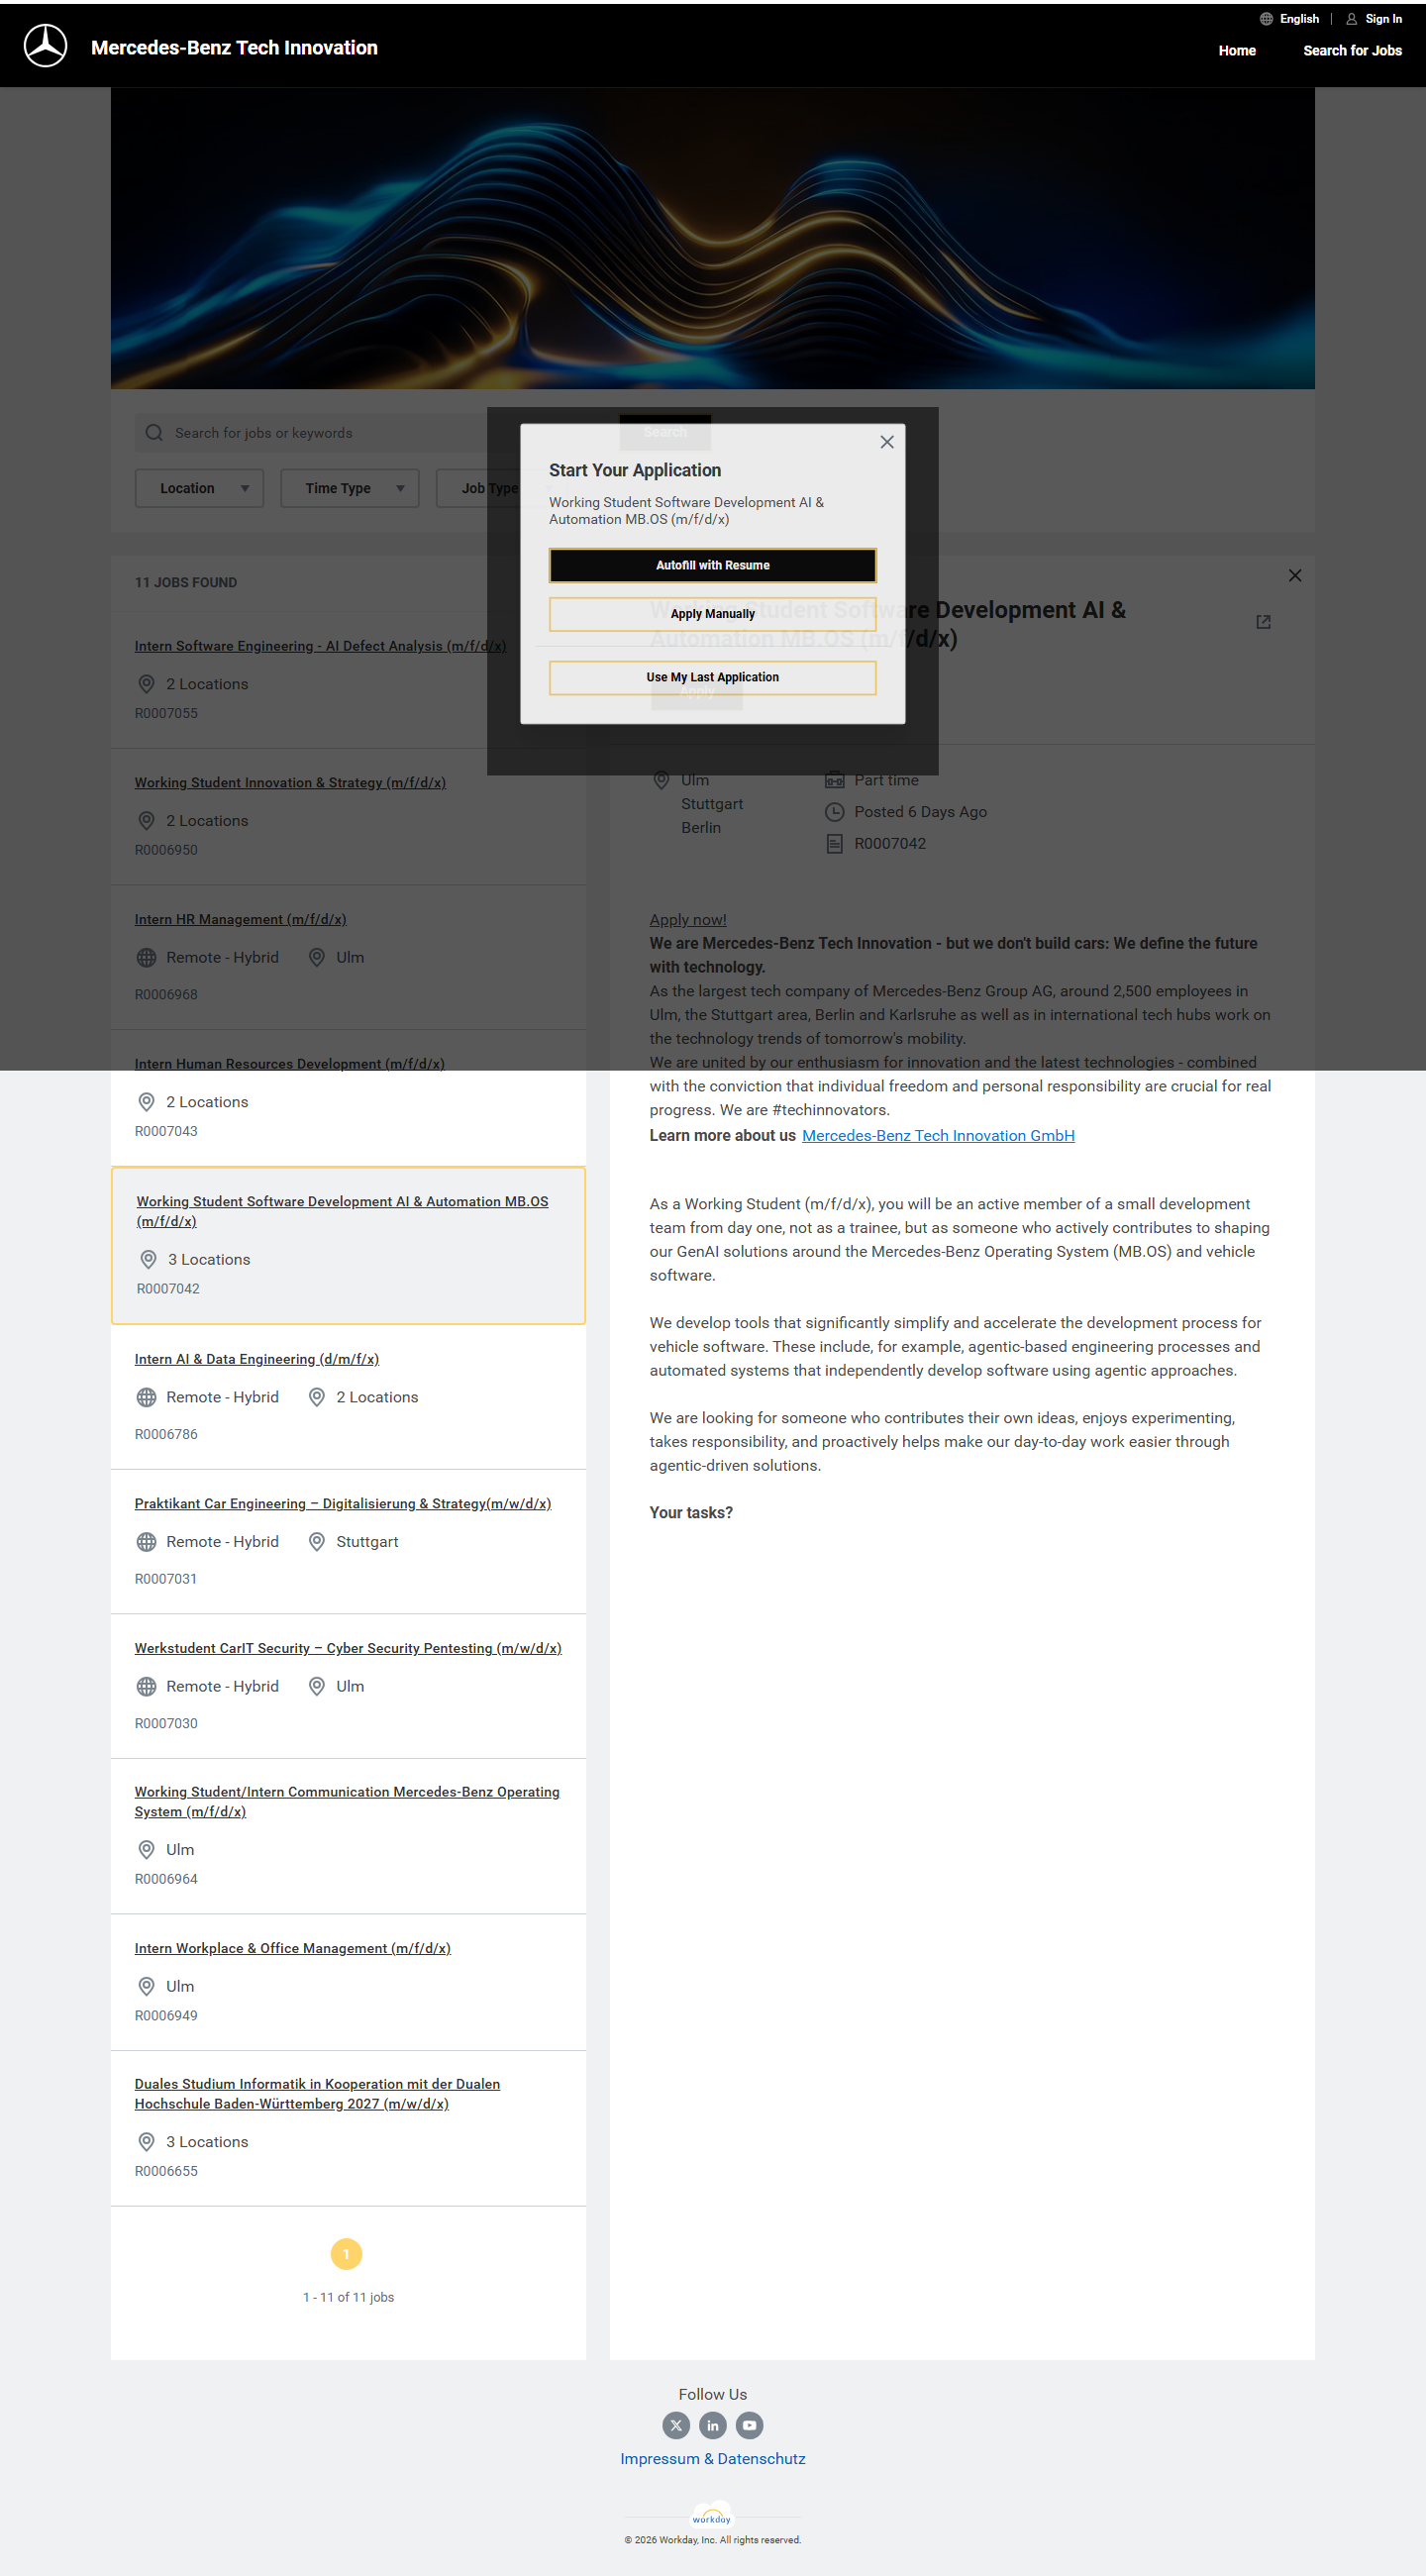 English
Sign In
Mercedes-Benz Tech Innovation
Home
Search for Jobs
Search for jobs or keywords
Search
Location
Time Type
Job Type
Start Your Application
Working Student Software Development AI &
Automation MB.OS (m/f/d/x)
Autofill with Resume
Apply Manually
Use My Last Application
11 JOBS FOUND
Intern Software Engineering - AI Defect Analysis (m/f/d/x)
2 Locations
R0007055
Working Student Innovation & Strategy (m/f/d/x)
2 Locations
R0006950
Intern HR Management (m/f/d/x)
Remote - Hybrid
Ulm
R0006968
Intern Human Resources Development (m/f/d/x)
2 Locations
R0007043
Working Student Software Development AI & Automation MB.OS
(m/f/d/x)
3 Locations
R0007042
Intern AI & Data Engineering (d/m/f/x)
Remote - Hybrid
2 Locations
R0006786
Praktikant Car Engineering – Digitalisierung & Strategy(m/w/d/x)
Remote - Hybrid
Stuttgart
R0007031
Werkstudent CarIT Security – Cyber Security Pentesting (m/w/d/x)
Remote - Hybrid
Ulm
R0007030
Working Student/Intern Communication Mercedes-Benz Operating
System (m/f/d/x)
Ulm
R0006964
Intern Workplace & Office Management (m/f/d/x)
Ulm
R0006949
Duales Studium Informatik in Kooperation mit der Dualen
Hochschule Baden-Württemberg 2027 (m/w/d/x)
3 Locations
R0006655
1
1 - 11 of 11 jobs
Working Student Software Development AI &
Automation MB.OS (m/f/d/x)
Apply
Ulm
Stuttgart
Berlin
Part time
Posted 6 Days Ago
R0007042
Apply now!
We are Mercedes-Benz Tech Innovation - but we don't build cars: We define the future
with technology.
As the largest tech company of Mercedes-Benz Group AG, around 2,500 employees in
Ulm, the Stuttgart area, Berlin and Karlsruhe as well as in international tech hubs work on
the technology trends of tomorrow's mobility.
We are united by our enthusiasm for innovation and the latest technologies - combined
with the conviction that individual freedom and personal responsibility are crucial for real
progress. We are #techinnovators.
Learn more about us Mercedes-Benz Tech Innovation GmbH
As a Working Student (m/f/d/x), you will be an active member of a small development
team from day one, not as a trainee, but as someone who actively contributes to shaping
our GenAI solutions around the Mercedes-Benz Operating System (MB.OS) and vehicle
software.
We develop tools that significantly simplify and accelerate the development process for
vehicle software. These include, for example, agentic-based engineering processes and
automated systems that independently develop software using agentic approaches.
We are looking for someone who contributes their own ideas, enjoys experimenting,
takes responsibility, and proactively helps make our day-to-day work easier through
agentic-driven solutions.
Your tasks?
Follow Us
Impressum & Datenschutz
workday
© 2026 Workday, Inc. All rights reserved.